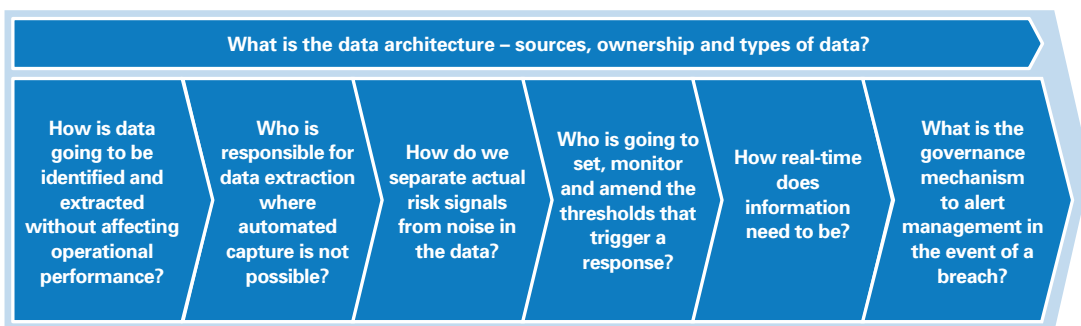 What is the data architecture – sources, ownership and types of data?
How is data
going to be
identified and
extracted
without affecting
operational
performance?
Who is
responsible for
data extraction
where
automated
capture is not
possible?
How do we
separate actual
risk signals
from noise in
the data?
Who is going to
set, monitor
and amend the
thresholds that
trigger a
response?
How real-time
does
information
need to be?
What is the
governance
mechanism
to alert
management in
the event of a
breach?